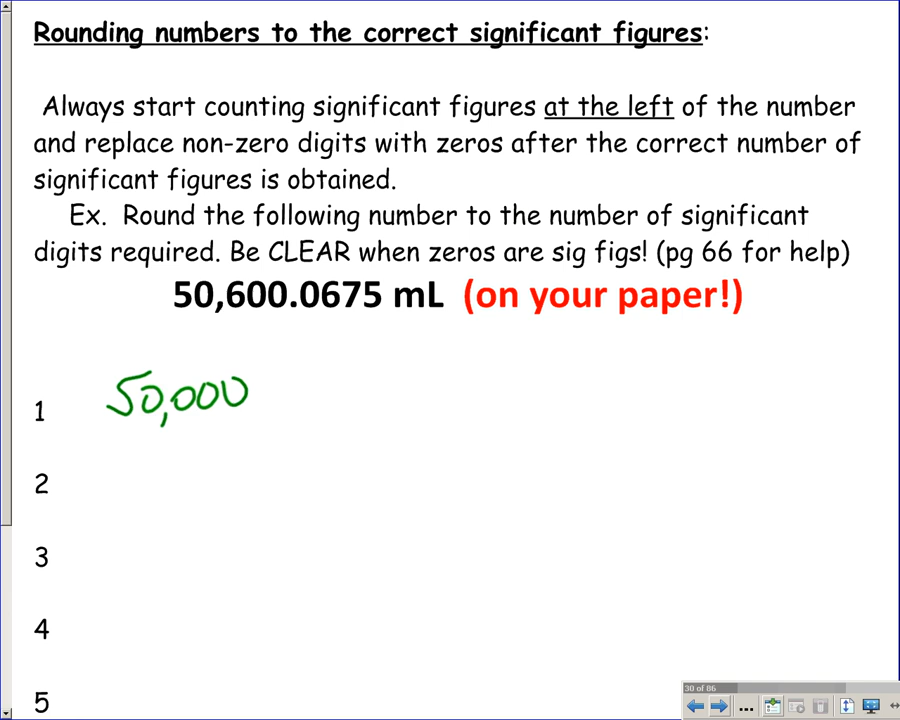 Rounding numbers to the correct significant figures:
Always start counting significant figures at the left of the number
and replace non-zero digits with zeros after the correct number of
significant figures is obtained.
Ex. Round the following number to the number of significant
digits required. Be CLEAR when zeros are sig figs! (pg 66 for help)
50,600.0675 mL (on your paper!)
1 50,000
2
3
4
5
30 of 86